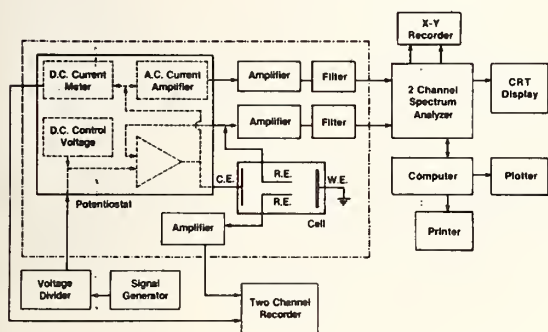 X-Y
Recorder
D.C. Current
Meter
A.C. Current
Amplifier
Amplifier
Filter
2 Channel
Spectrum
Analyzer
CRT
Display
D.C. Control
Voltage
Amplifier
Filter
C.E.
R.E.
W.E.
R.E.
Cell
Computer
Plotter
Potentiostat
Amplifier
Printer
Voltage
Divider
Signal
Generator
Two Channel
Recorder